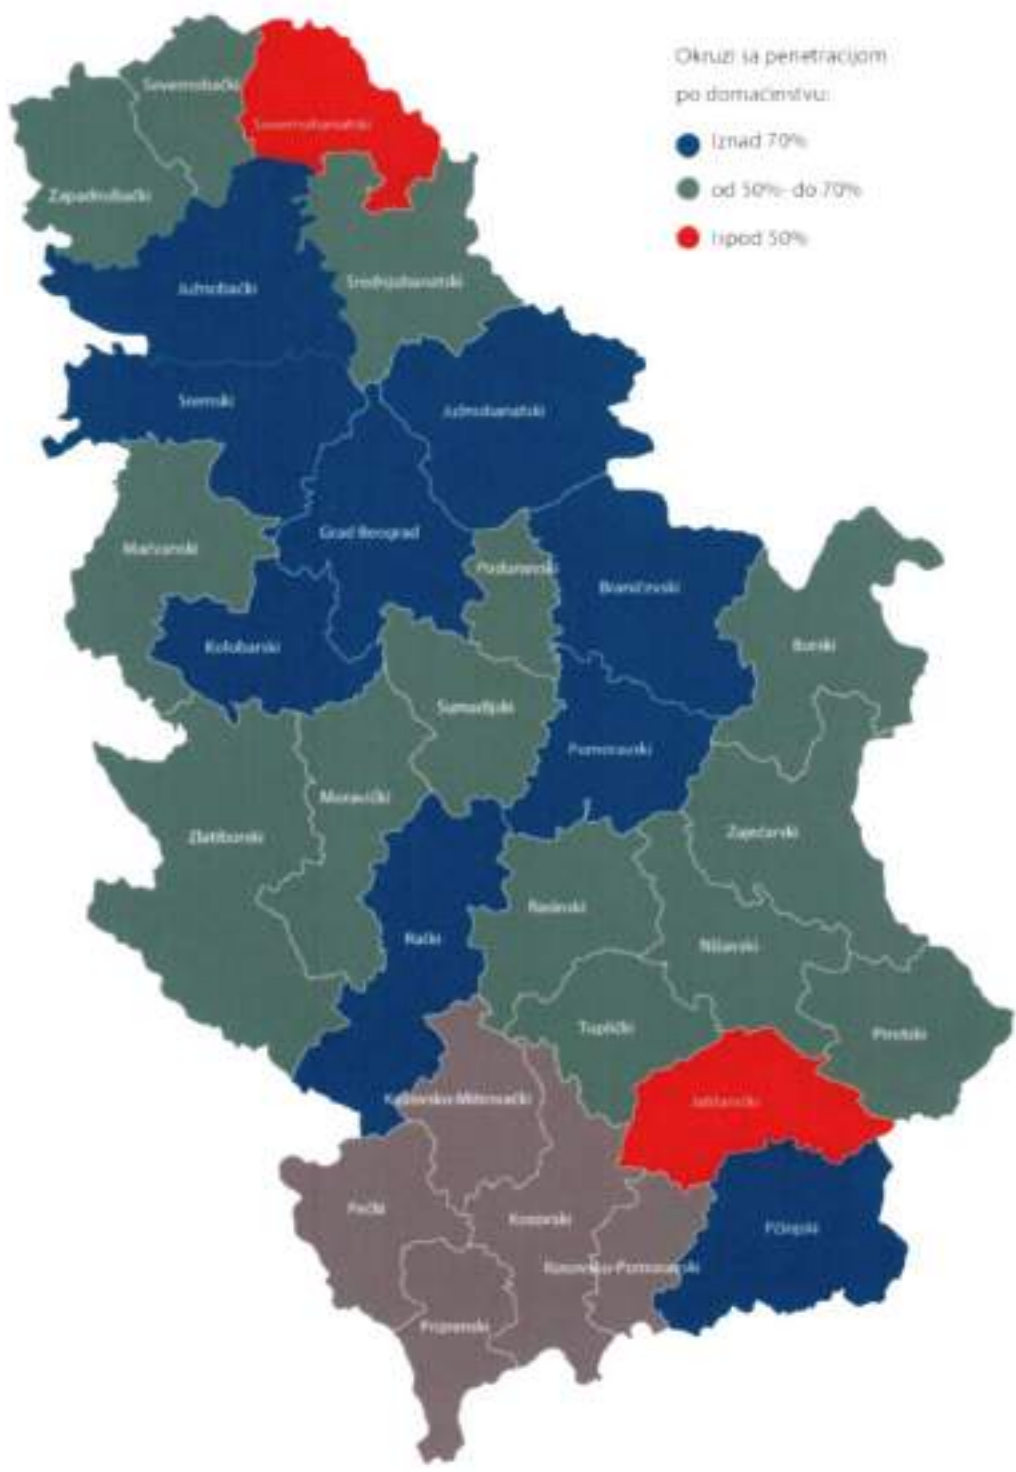 Okruzi sa penetracijom
po domaćinstvu:
Iznad 70%
od 50%- do 70%
Ispod 50%
Severnobački
Severnobanatski
Zapadnobački
Južnobački
Srednjobanatski
Sremski
Južnobanatski
Grad Beograd
Mačvanski
Podunavski
Braničevski
Kolubarski
Borski
Šumadijski
Pomoravski
Moravički
Zlatiborski
Zaječarski
Rasinski
Rački
Nišavski
Toplički
Pirotski
Kosovsko-Mitrovački
Jablanički
Pećki
Kosovski
Pčinjski
Kosovsko-Pomoravski
Prizrenski